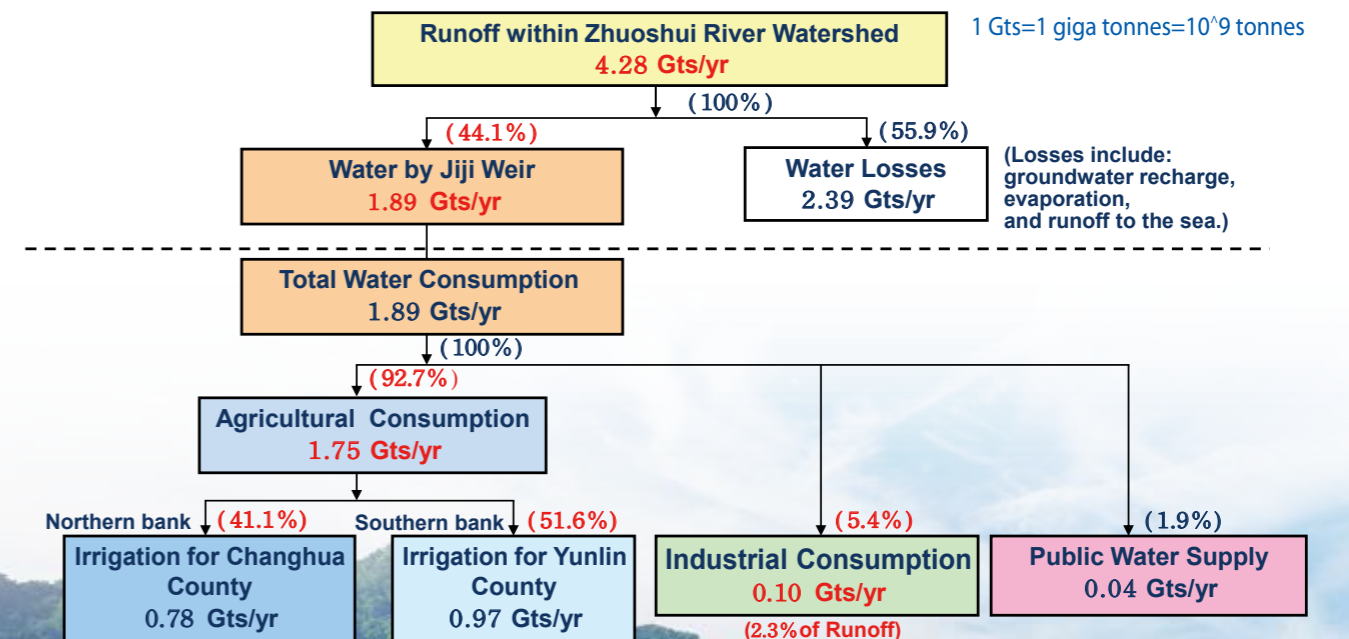 Runoff within Zhuoshui River Watershed
4.28 Gts/yr
1 Gts=1 giga tonnes=10^9 tonnes
(100%)
(44.1%)
(55.9%)
Water by Jiji Weir
1.89 Gts/yr
Water Losses
2.39 Gts/yr
(Losses include:
groundwater recharge,
evaporation,
and runoff to the sea.)
Total Water Consumption
1.89 Gts/yr
(100%)
(92.7%)
Agricultural Consumption
1.75 Gts/yr
Northern bank
(41.1%)
Southern bank
(51.6%)
(5.4%)
(1.9%)
Irrigation for Changhua
County
0.78 Gts/yr
Irrigation for Yunlin
County
0.97 Gts/yr
Industrial Consumption
0.10 Gts/yr
(2.3%of Runoff)
Public Water Supply
0.04 Gts/yr